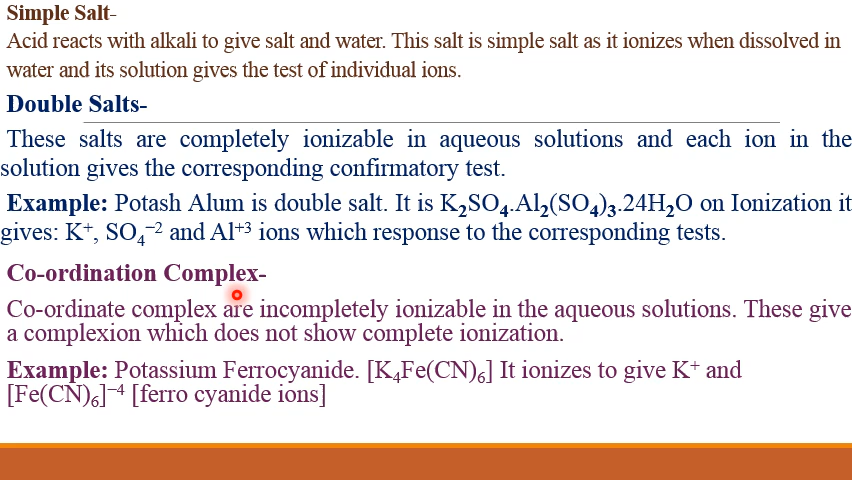 Simple Salt-
Acid reacts with alkali to give salt and water. This salt is simple salt as it ionizes when dissolved in
water and its solution gives the test of individual ions.
Double Salts-
These salts are completely ionizable in aqueous solutions and each ion in the
solution gives the corresponding confirmatory test.
Example: Potash Alum is double salt. It is K₂SO₄.Al₂(SO₄)₃.24H₂O on Ionization it
gives: K⁺, SO₄⁻² and Al⁺³ ions which response to the corresponding tests.
Co-ordination Complex-
Co-ordinate complex are incompletely ionizable in the aqueous solutions. These give
a complexion which does not show complete ionization.
Example: Potassium Ferrocyanide. [K₄Fe(CN)₆] It ionizes to give K⁺ and
[Fe(CN)₆]⁻⁴ [ferro cyanide ions]